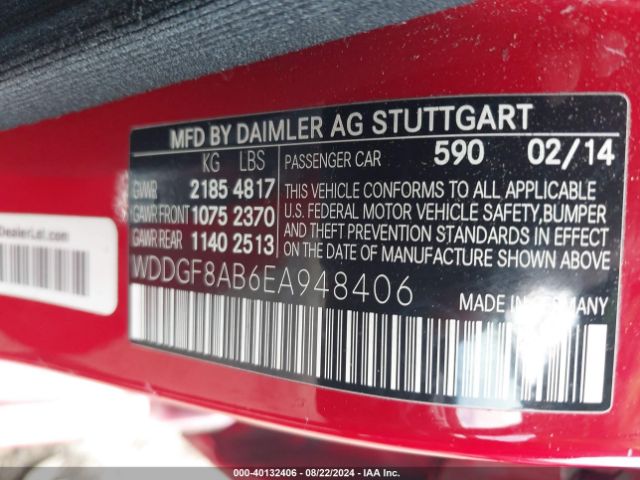 MFD BY DAIMLER AG STUTTGART
KG LBS
GVWR 2185 4817
GAWR FRONT 1075 2370
GAWR REAR 1140 2513
PASSENGER CAR 590 02/14
THIS VEHICLE CONFORMS TO ALL APPLICABLE
U.S. FEDERAL MOTOR VEHICLE SAFETY, BUMPER
AND THEFT PREVENTION STANDARDS IN EFFECT
ON THE DATE OF MANUFACTURE SHOWN ABOVE
WDDGF8AB6EA948406
MADE IN GERMANY
DealerLot.com
000-40132406 - 08/22/2024 - IAA Inc.